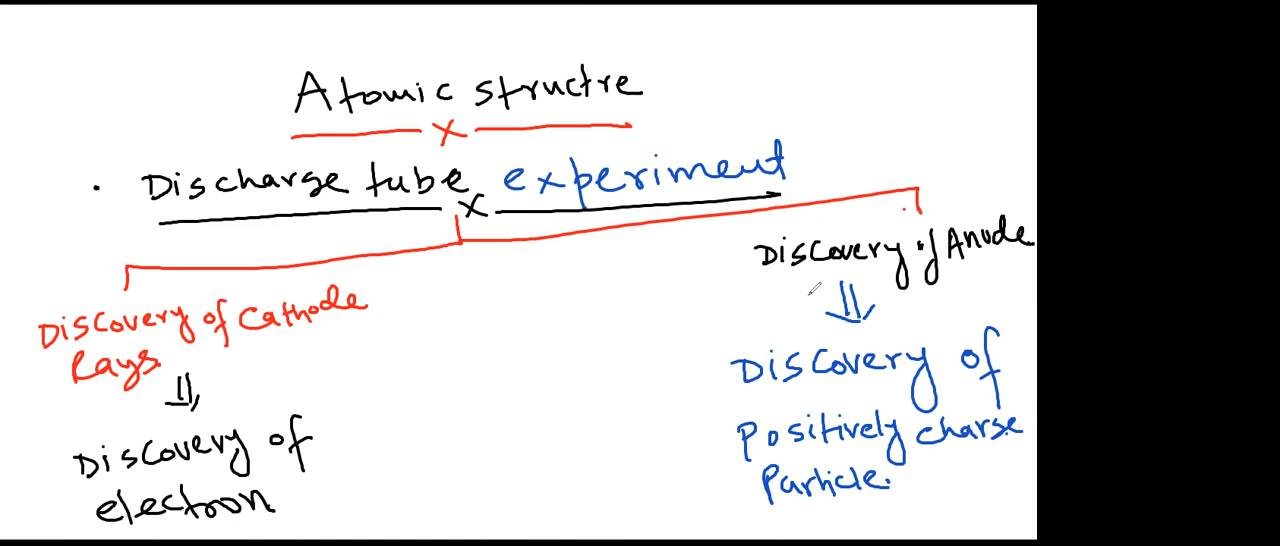 Atomic structre
. Discharge tube experiment
Discovery of Cathode
Rays.
Discovery of
electron
Discovery of Anode
Discovery of
Positively charge
Particle.